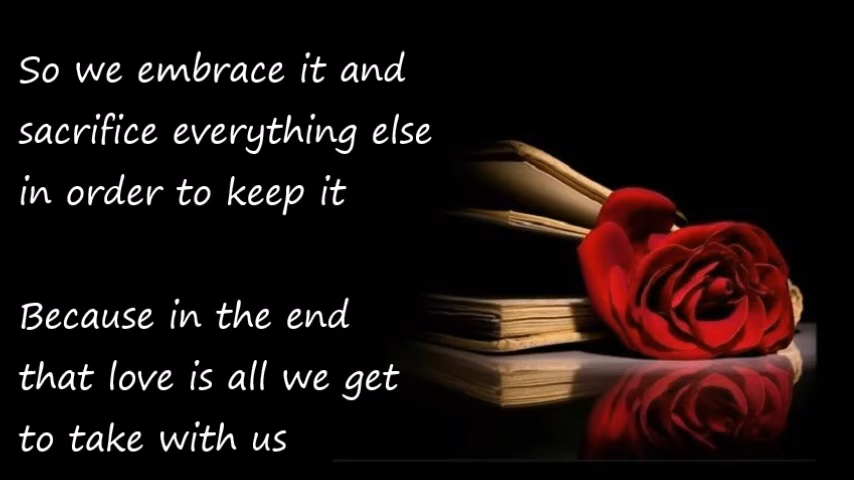 So we embrace it and
sacrifice everything else
in order to keep it
Because in the end
that love is all we get
to take with us